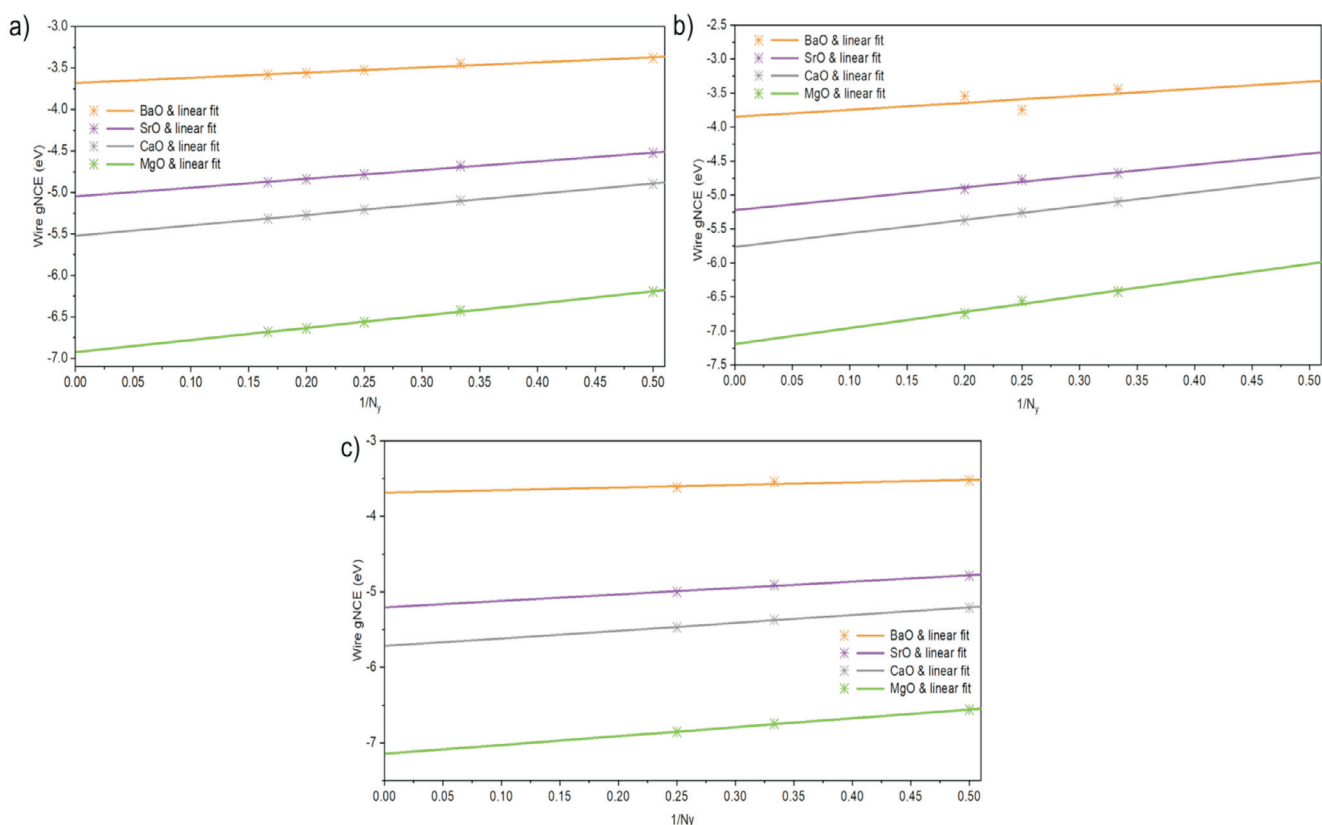 a)
-3.0
-3.5
-4.0
-4.5
-5.0
-5.5
-6.0
-6.5
-7.0
Wire gNCE (eV)
BaO & linear fit
SrO & linear fit
CaO & linear fit
MgO & linear fit
0.00 0.05 0.10 0.15 0.20 0.25 0.30 0.35 0.40 0.45 0.50
1/Ny
b)
-2.5
-3.0
-3.5
-4.0
-4.5
-5.0
-5.5
-6.0
-6.5
-7.0
-7.5
Wire gNCE (eV)
BaO & linear fit
SrO & linear fit
CaO & linear fit
MgO & linear fit
0.00 0.05 0.10 0.15 0.20 0.25 0.30 0.35 0.40 0.45 0.50
1/Ny
c)
-3
-4
-5
-6
-7
Wire gNCE (eV)
BaO & linear fit
SrO & linear fit
CaO & linear fit
MgO & linear fit
0.00 0.05 0.10 0.15 0.20 0.25 0.30 0.35 0.40 0.45 0.50
1/Ny